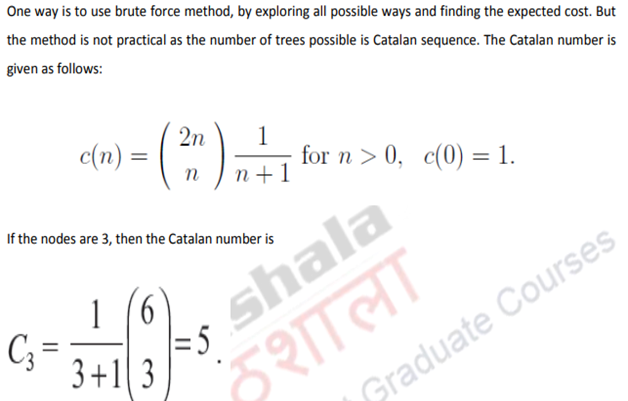 One way is to use brute force method, by exploring all possible ways and finding the expected cost. But
the method is not practical as the number of trees possible is Catalan sequence. The Catalan number is
given as follows:
c(n) = ( 2n n ) 1/(n + 1) for n > 0, c(0) = 1.
If the nodes are 3, then the Catalan number is
C₃ = 1/(3+1) ( 6 3 ) = 5.
shala
ठशाला
Graduate Courses